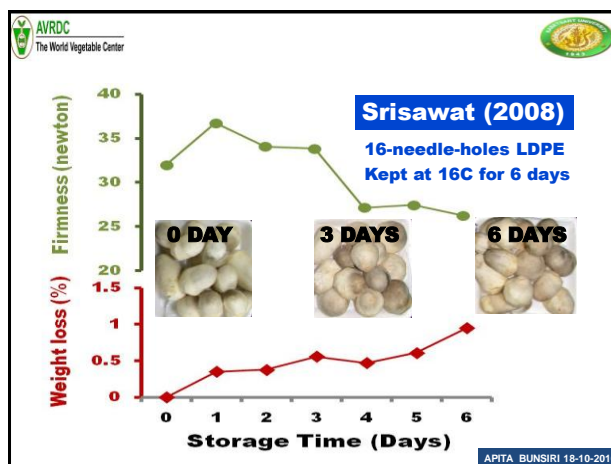 AVRDC
The World Vegetable Center
Srisawat (2008)
16-needle-holes LDPE
Kept at 16C for 6 days
Firmness (newton)
40
35
30
25
20
0 DAY
3 DAYS
6 DAYS
Weight loss (%)
1.5
1
0.5
0
0 1 2 3 4 5 6
Storage Time (Days)
APITA BUNSIRI 18-10-201